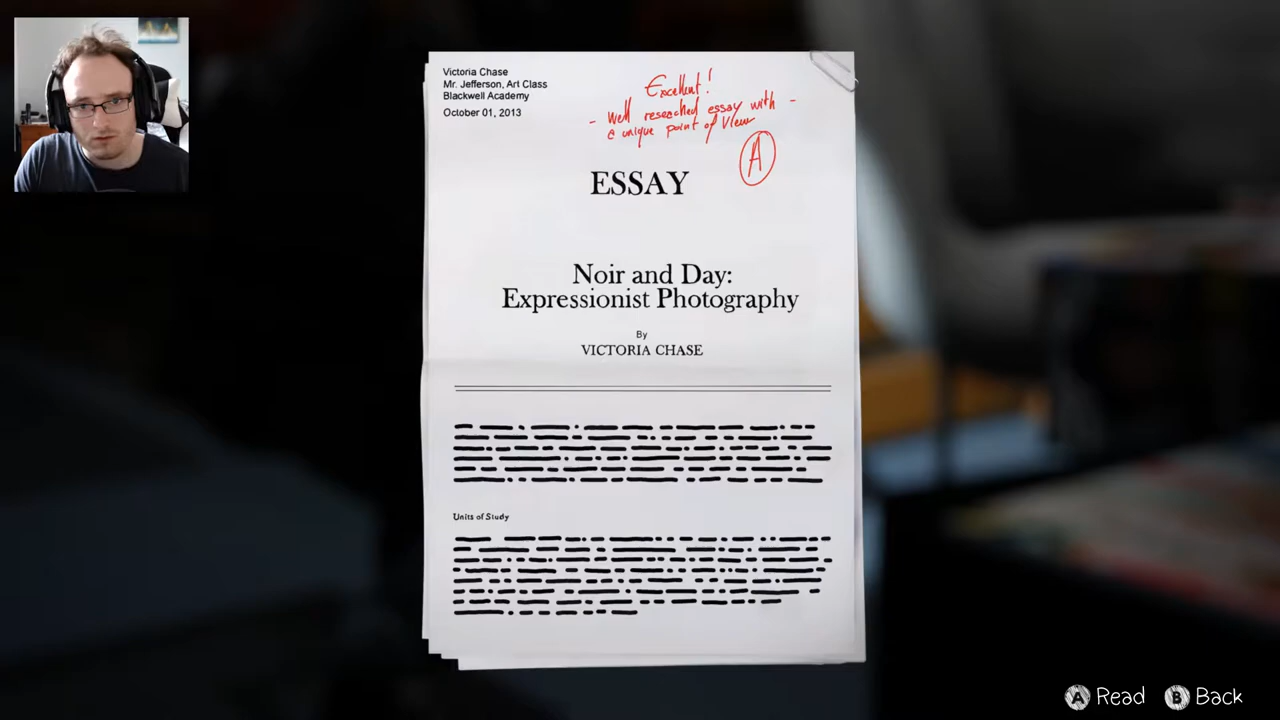 Victoria Chase
Mr. Jefferson, Art Class
Blackwell Academy
October 01, 2013
Excellent!
- Well reseached essay with -
a unique point of View
A
ESSAY
Noir and Day:
Expressionist Photography
By
VICTORIA CHASE
Units of Study
A Read B Back